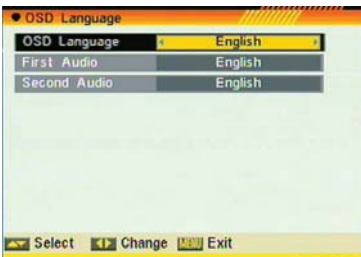 OSD Language
OSD Language English
First Audio English
Second Audio English
Select Change MENU Exit